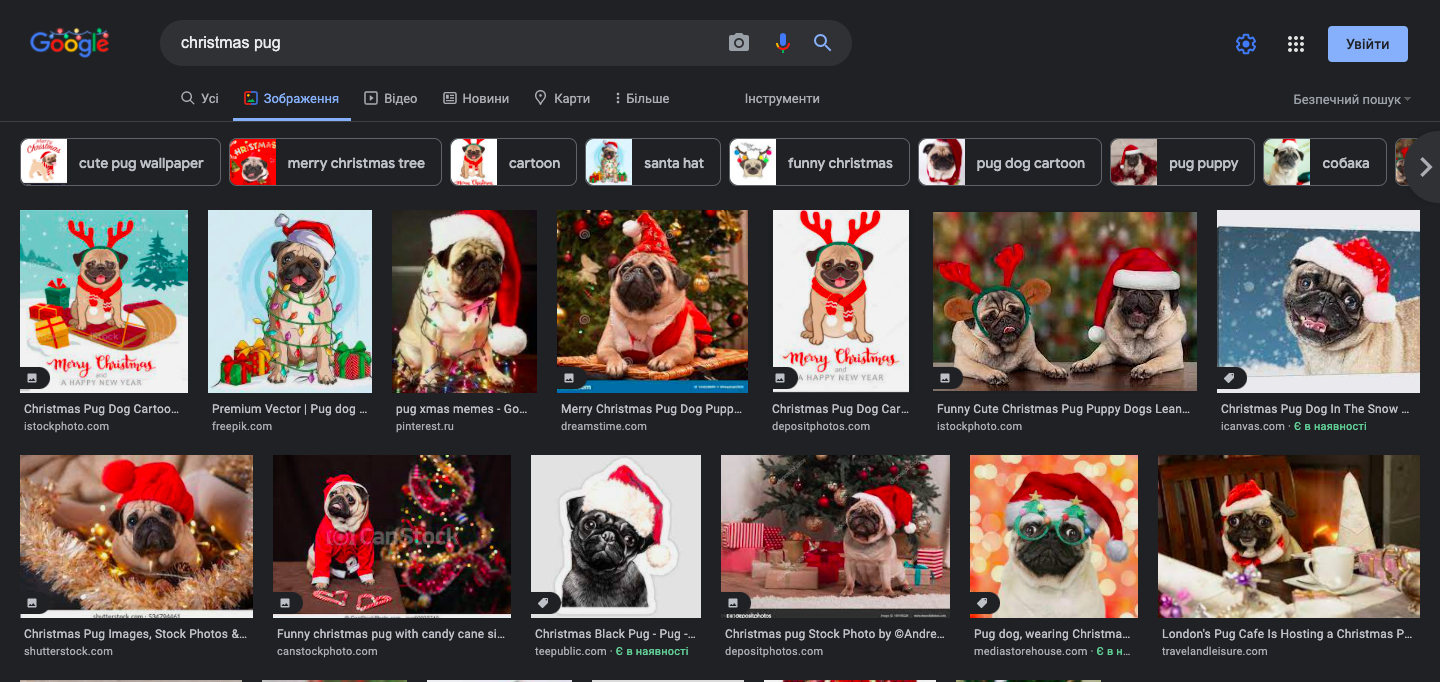 Google
christmas pug
Увійти
Усі
Зображення
Відео
Новини
Карти
Більше
Інструменти
Безпечний пошук
cute pug wallpaper
merry christmas tree
cartoon
santa hat
funny christmas
pug dog cartoon
pug puppy
собака
Merry Christmas
and
A HAPPY NEW YEAR
Merry Christmas
and
A HAPPY NEW YEAR
Christmas Pug Dog Cartoo...
istockphoto.com
Premium Vector | Pug dog ...
freepik.com
pug xmas memes - Go...
pinterest.ru
Merry Christmas Pug Dog Pupp...
dreamstime.com
Christmas Pug Dog Car...
depositphotos.com
Funny Cute Christmas Pug Puppy Dogs Lean...
istockphoto.com
Christmas Pug Dog In The Snow ...
icanvas.com · Є в наявності
CanStock
depositphotos
Christmas Pug Images, Stock Photos &...
shutterstock.com
Funny christmas pug with candy cane si...
canstockphoto.com
Christmas Black Pug - Pug -...
teepublic.com · Є в наявності
Christmas pug Stock Photo by ©Andre...
depositphotos.com
Pug dog, wearing Christma...
mediastorehouse.com · Є в н...
London's Pug Cafe Is Hosting a Christmas P...
travelandleisure.com